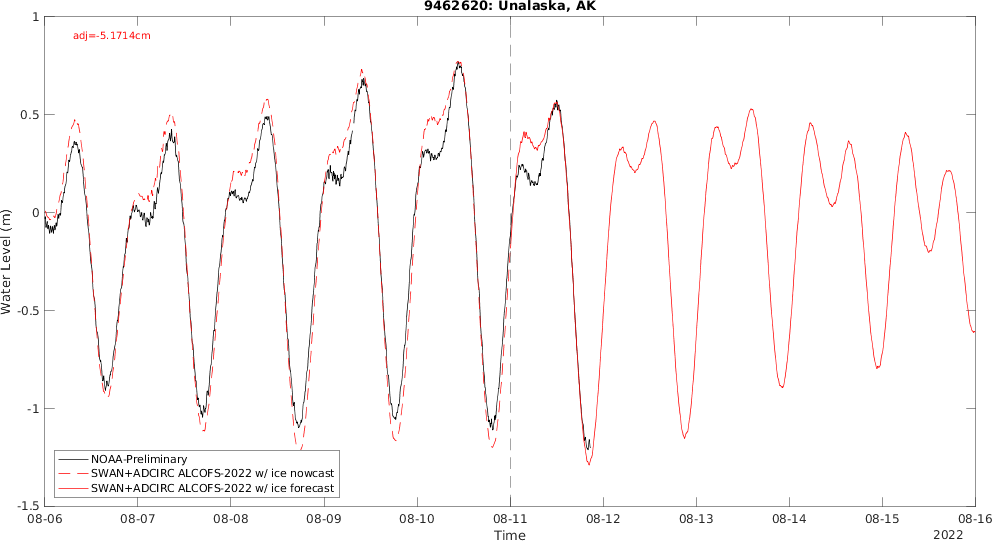 9462620: Unalaska, AK
adj=-5.1714cm
1
0.5
0
-0.5
-1
-1.5
Water Level (m)
NOAA-Preliminary
SWAN+ADCIRC ALCOFS-2022 w/ ice nowcast
SWAN+ADCIRC ALCOFS-2022 w/ ice forecast
08-06 08-07 08-08 08-09 08-10 08-11 08-12 08-13 08-14 08-15 08-16
Time
2022